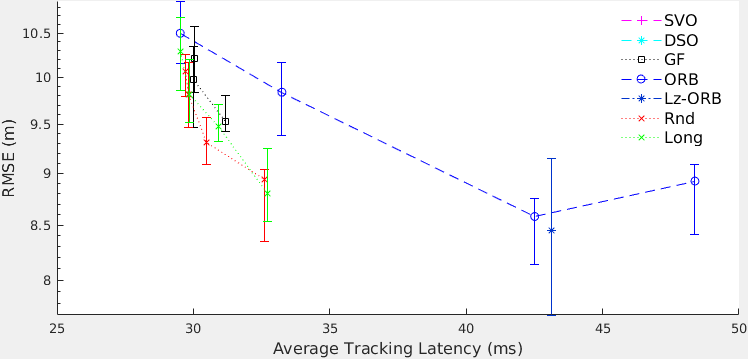 10.5
10
9.5
9
8.5
8
RMSE (m)
25
30
35
40
45
50
Average Tracking Latency (ms)
SVO
DSO
GF
ORB
Lz-ORB
Rnd
Long